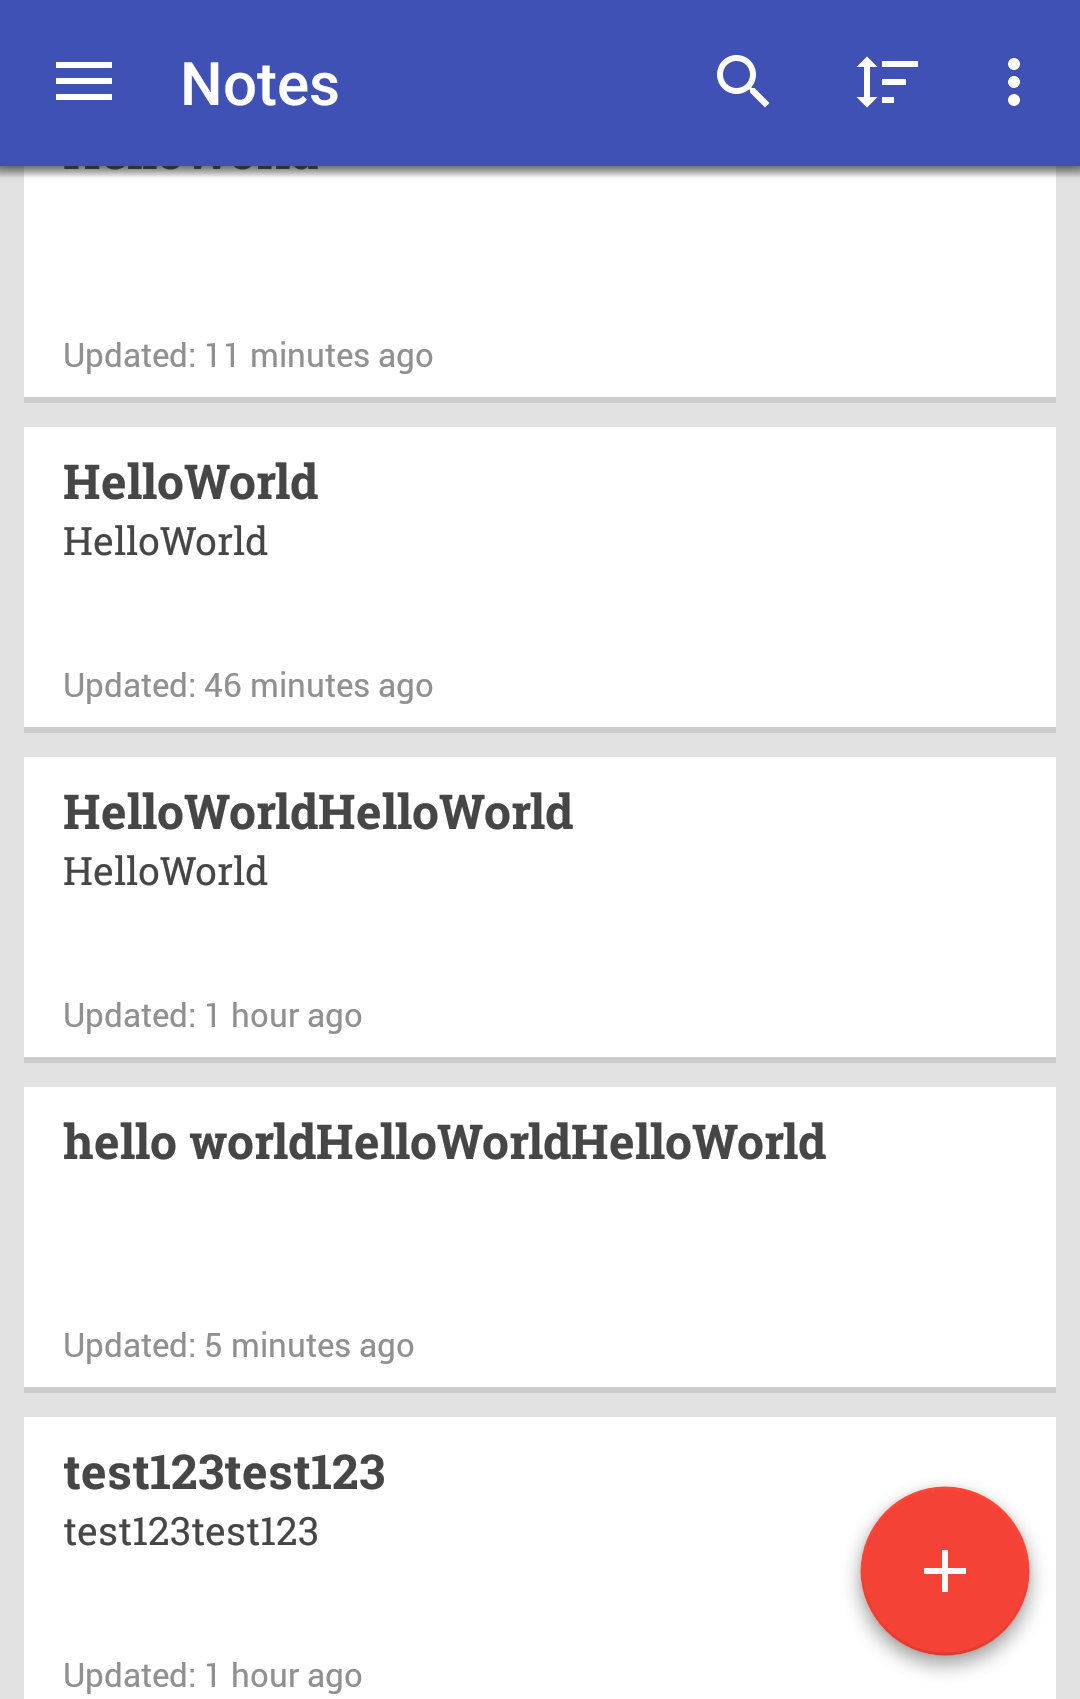 Notes
HelloWorld
Updated: 11 minutes ago
HelloWorld
HelloWorld
Updated: 46 minutes ago
HelloWorldHelloWorld
HelloWorld
Updated: 1 hour ago
hello worldHelloWorldHelloWorld
Updated: 5 minutes ago
test123test123
test123test123
Updated: 1 hour ago